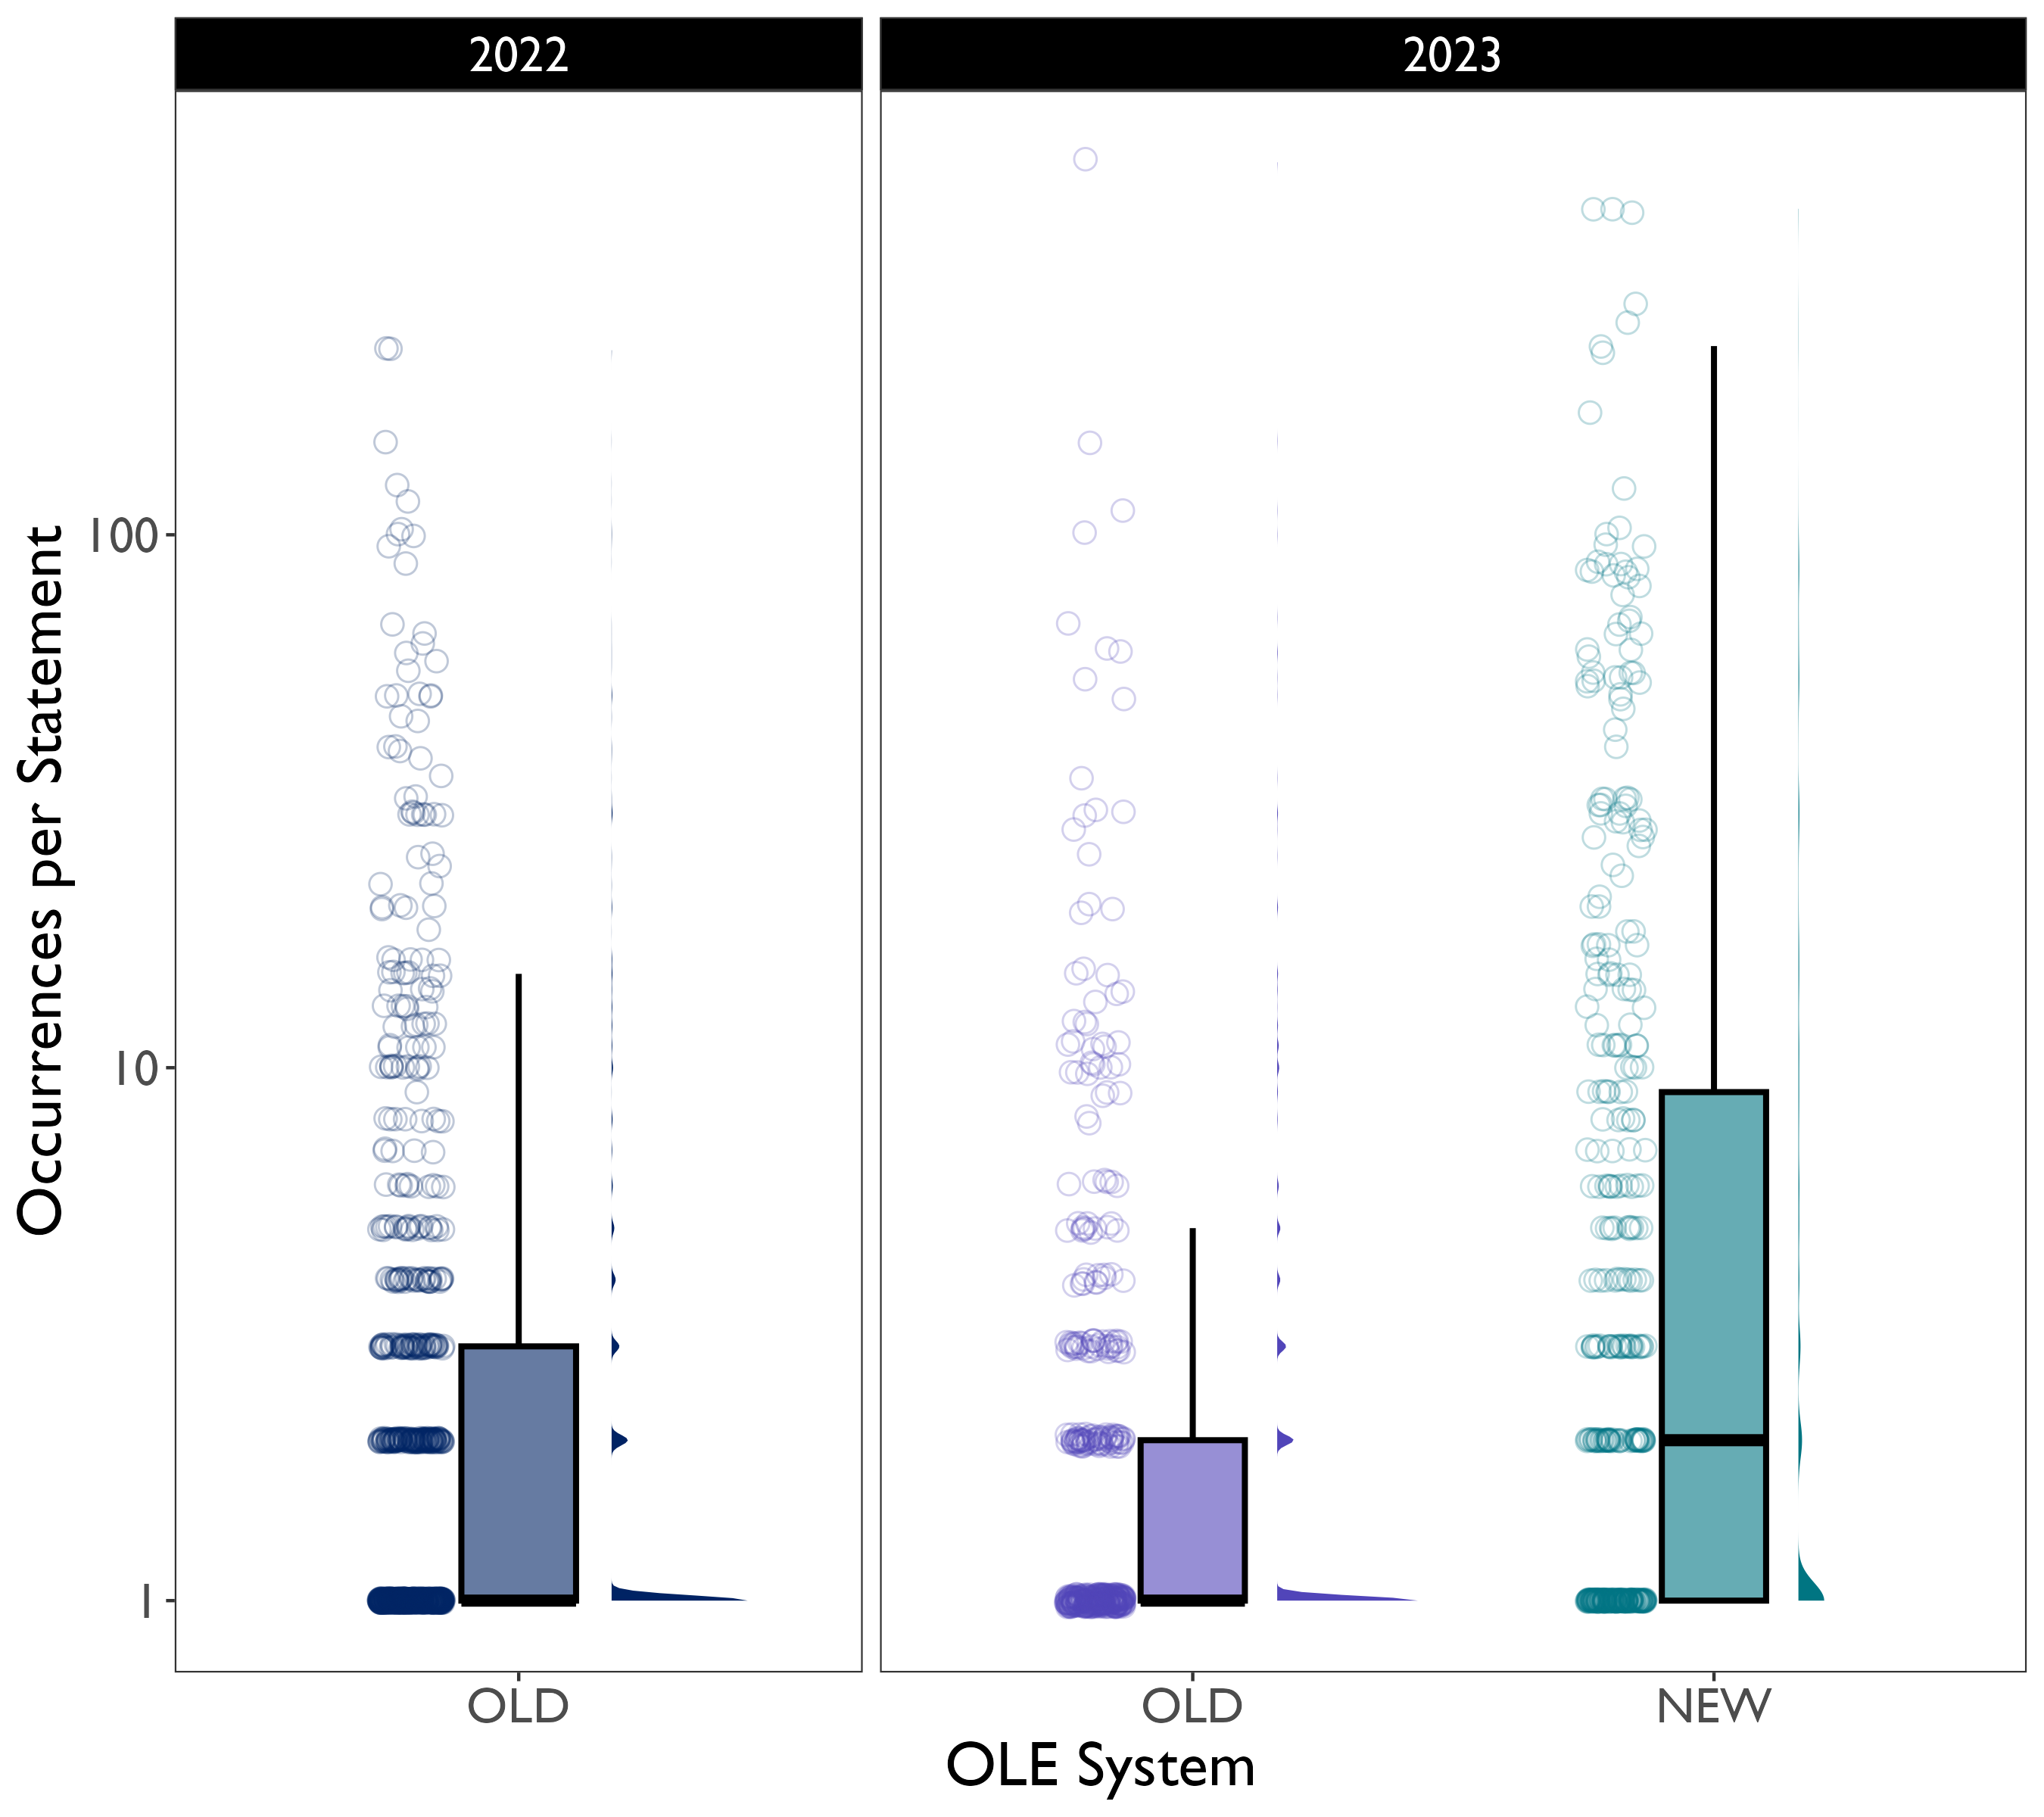 2022
2023
Occurrences per Statement
100
10
1
OLD
OLD
NEW
OLE System